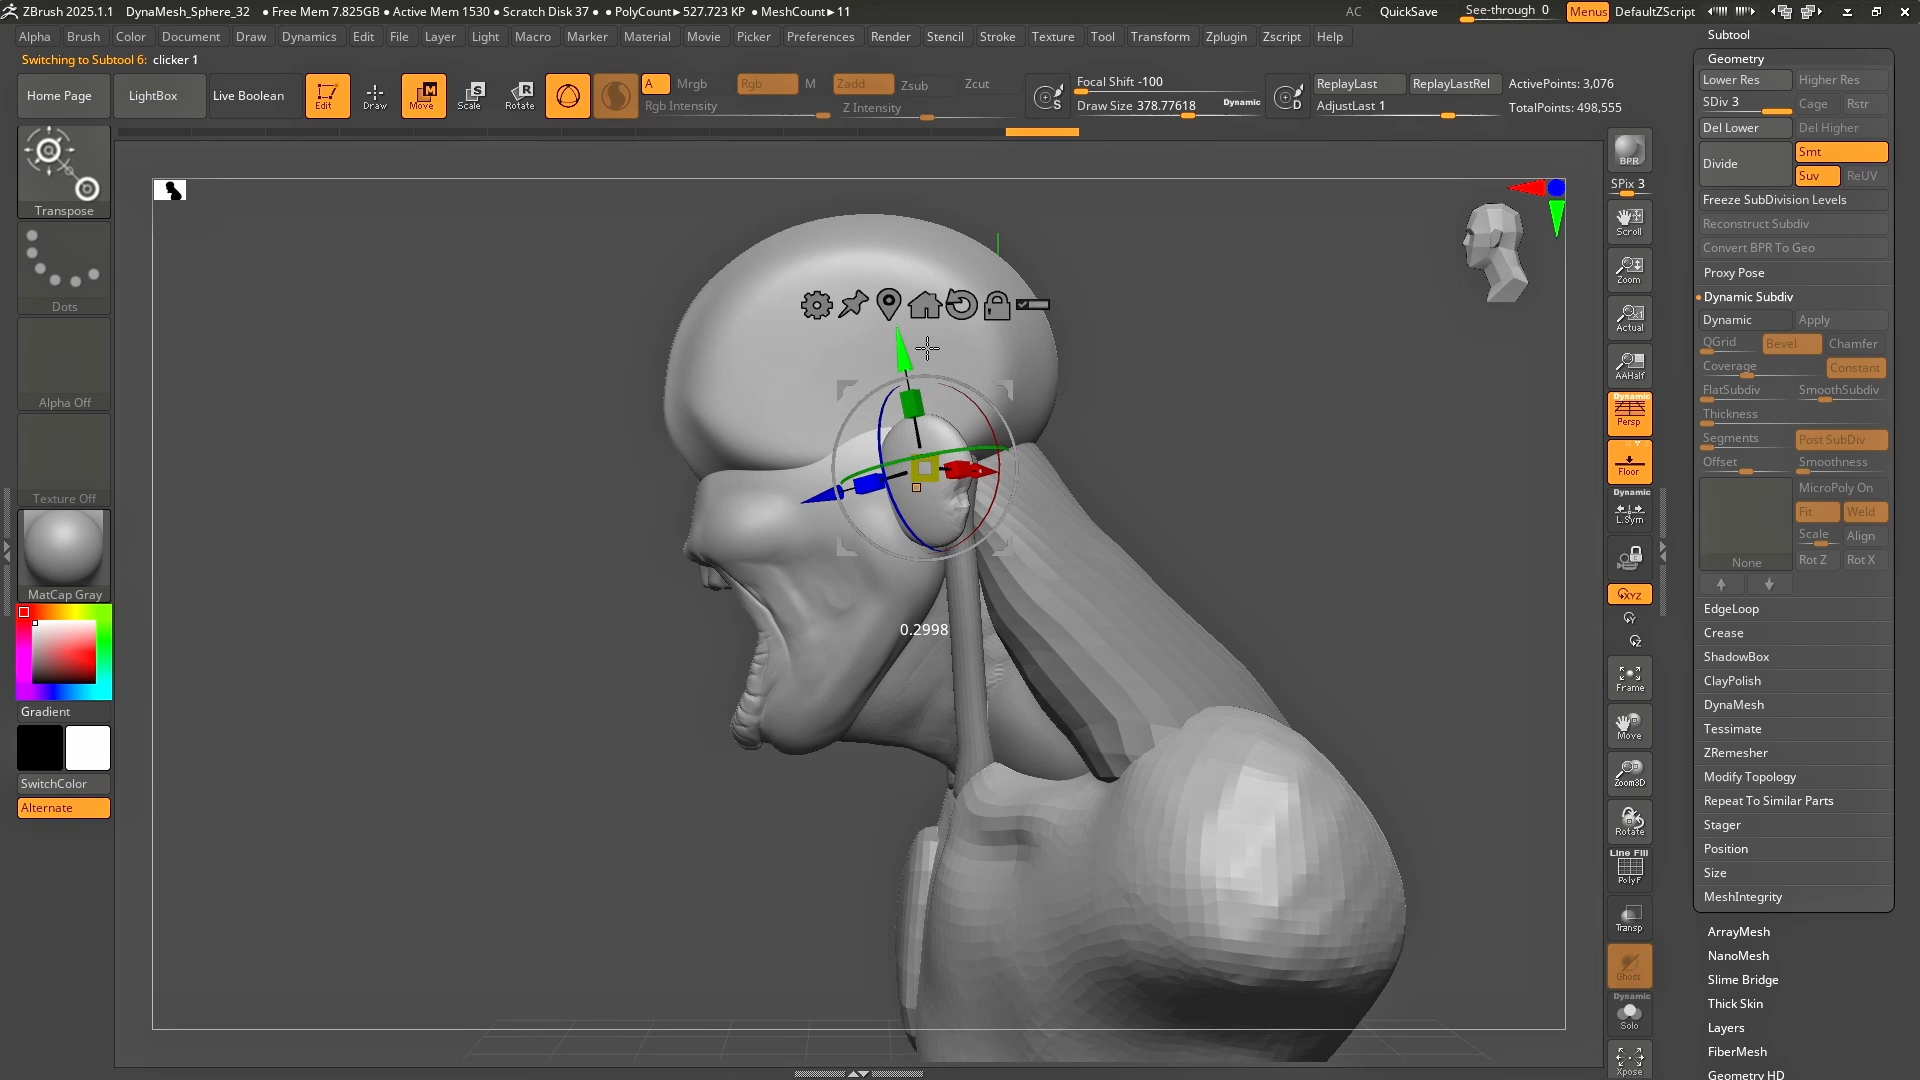 ZBrush 2025.1.1 DynaMesh_Sphere_32 ● Free Mem 7.825GB ● Active Mem 1530 ● Scratch Disk 37 ● ● PolyCount►527.723 KP ● MeshCount►11 AC QuickSave See-through 0 Menus DefaultZScript
Alpha Brush Color Document Draw Dynamics Edit File Layer Light Macro Marker Material Movie Picker Preferences Render Stencil Stroke Texture Tool Transform Zplugin Zscript Help
Switching to Subtool 6: clicker 1
Home Page LightBox Live Boolean Edit Draw Move Scale Rotate
A Mrgb Rgb M Zadd Zsub Zcut
Rgb Intensity Z Intensity
Focal Shift -100
Draw Size 378.77618 Dynamic
ReplayLast ReplayLastRel ActivePoints: 3,076
AdjustLast 1 TotalPoints: 498,555
Transpose
Dots
Alpha Off
Texture Off
MatCap Gray
Gradient
SwitchColor
Alternate
0.2998
BPR
SPix 3
Scroll
Zoom
Actual
AAHalf
Dynamic
Persp
Floor
Dynamic
L.Sym
XYZ
Frame
Move
Zoom3D
Rotate
Line Fill
PolyF
Transp
Ghost
Dynamic
Solo
Xpose
Subtool
Geometry
Lower Res Higher Res
SDiv 3 Cage Rstr
Del Lower Del Higher
Divide Smt
Suv ReUV
Freeze SubDivision Levels
Reconstruct Subdiv
Convert BPR To Geo
Proxy Pose
Dynamic Subdiv
Dynamic Apply
QGrid Bevel Chamfer
Coverage Constant
FlatSubdiv SmoothSubdiv
Thickness
Segments Post SubDiv
Offset Smoothness
MicroPoly On
Fit Weld
Scale Align
None Rot Z Rot X
EdgeLoop
Crease
ShadowBox
ClayPolish
DynaMesh
Tessimate
ZRemesher
Modify Topology
Repeat To Similar Parts
Stager
Position
Size
MeshIntegrity
ArrayMesh
NanoMesh
Slime Bridge
Thick Skin
Layers
FiberMesh
Geometry HD